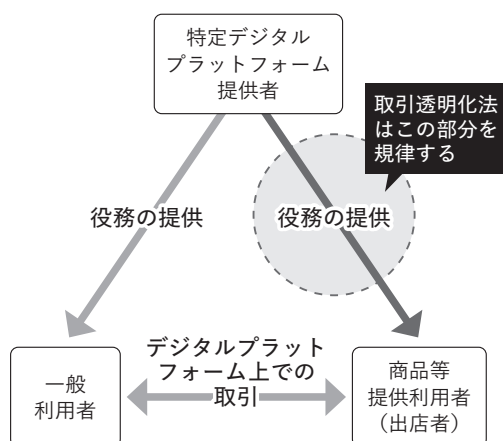 特定デジタル
プラットフォーム
提供者
取引透明化法
はこの部分を
規律する
役務の提供
役務の提供
一般
利用者
デジタルプラット
フォーム上での
取引
商品等
提供利用者
（出店者）